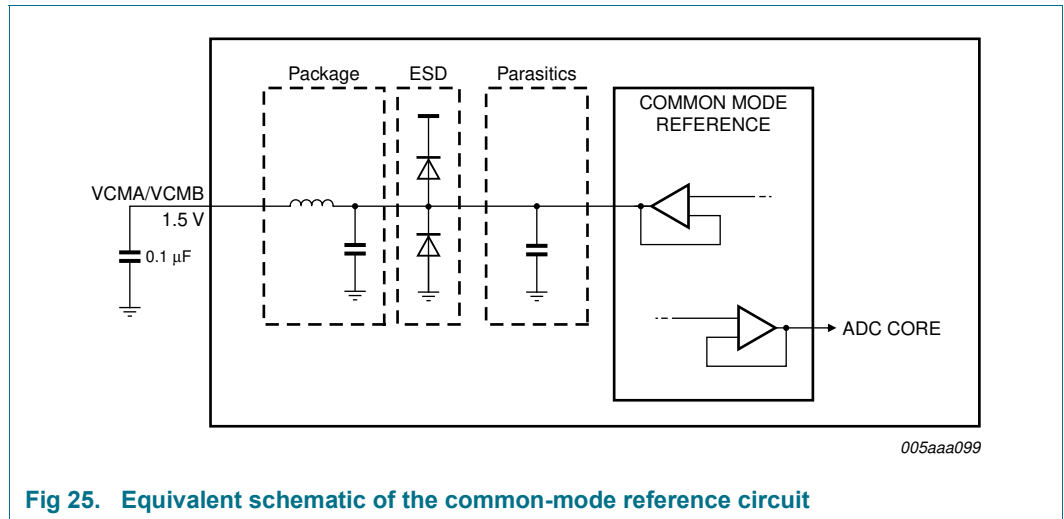 Package
ESD
Parasitics
COMMON MODE
REFERENCE
VCMA/VCMB
1.5 V
0.1 μF
ADC CORE
005aaa099
Fig 25. Equivalent schematic of the common-mode reference circuit